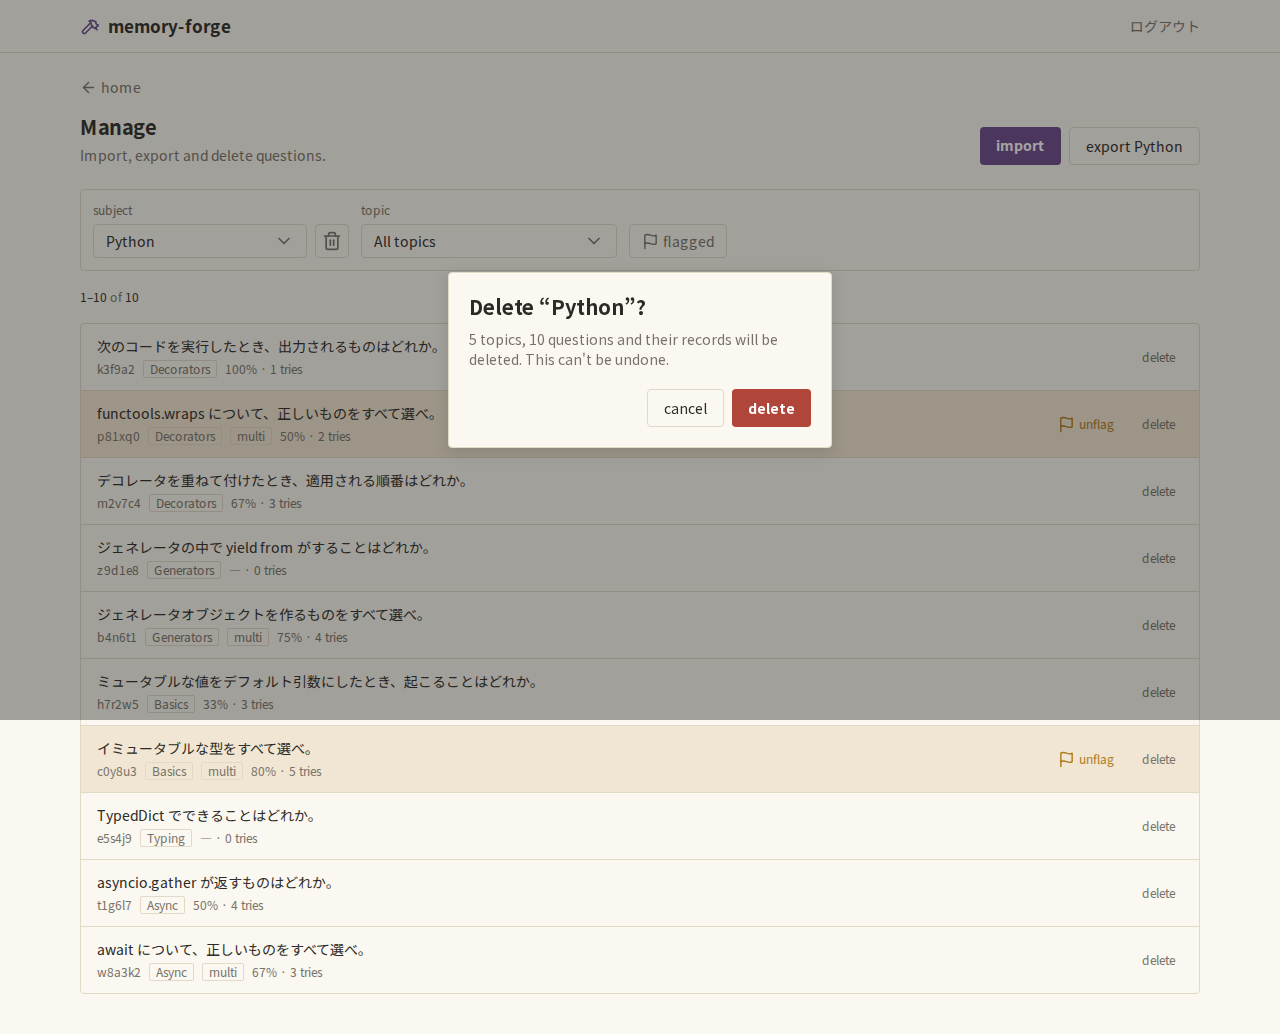 memory-forge
ログアウト
home
Manage
Import, export and delete questions.
import
export Python
subject
topic
Python
All topics
flagged
1–10 of 10
Delete “Python”?
5 topics, 10 questions and their records will be
deleted. This can't be undone.
cancel
delete
次のコードを実行したとき、出力されるものはどれか。
k3f9a2 Decorators 100% · 1 tries
delete
functools.wraps について、正しいものをすべて選べ。
p81xq0 Decorators multi 50% · 2 tries
unflag
delete
デコレータを重ねて付けたとき、適用される順番はどれか。
m2v7c4 Decorators 67% · 3 tries
delete
ジェネレータの中で yield from がすることはどれか。
z9d1e8 Generators — · 0 tries
delete
ジェネレータオブジェクトを作るものをすべて選べ。
b4n6t1 Generators multi 75% · 4 tries
delete
ミュータブルな値をデフォルト引数にしたとき、起こることはどれか。
h7r2w5 Basics 33% · 3 tries
delete
イミュータブルな型をすべて選べ。
c0y8u3 Basics multi 80% · 5 tries
unflag
delete
TypedDict でできることはどれか。
e5s4j9 Typing — · 0 tries
delete
asyncio.gather が返すものはどれか。
t1g6l7 Async 50% · 4 tries
delete
await について、正しいものをすべて選べ。
w8a3k2 Async multi 67% · 3 tries
delete